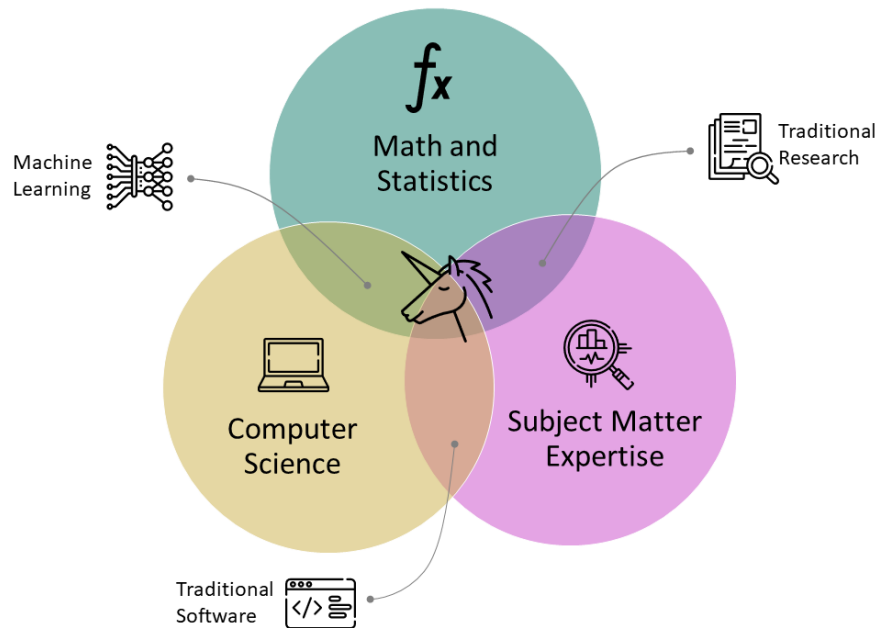 fx
Math and
Statistics
Machine
Learning
Traditional
Research
Computer
Science
Subject Matter
Expertise
Traditional
Software
</>